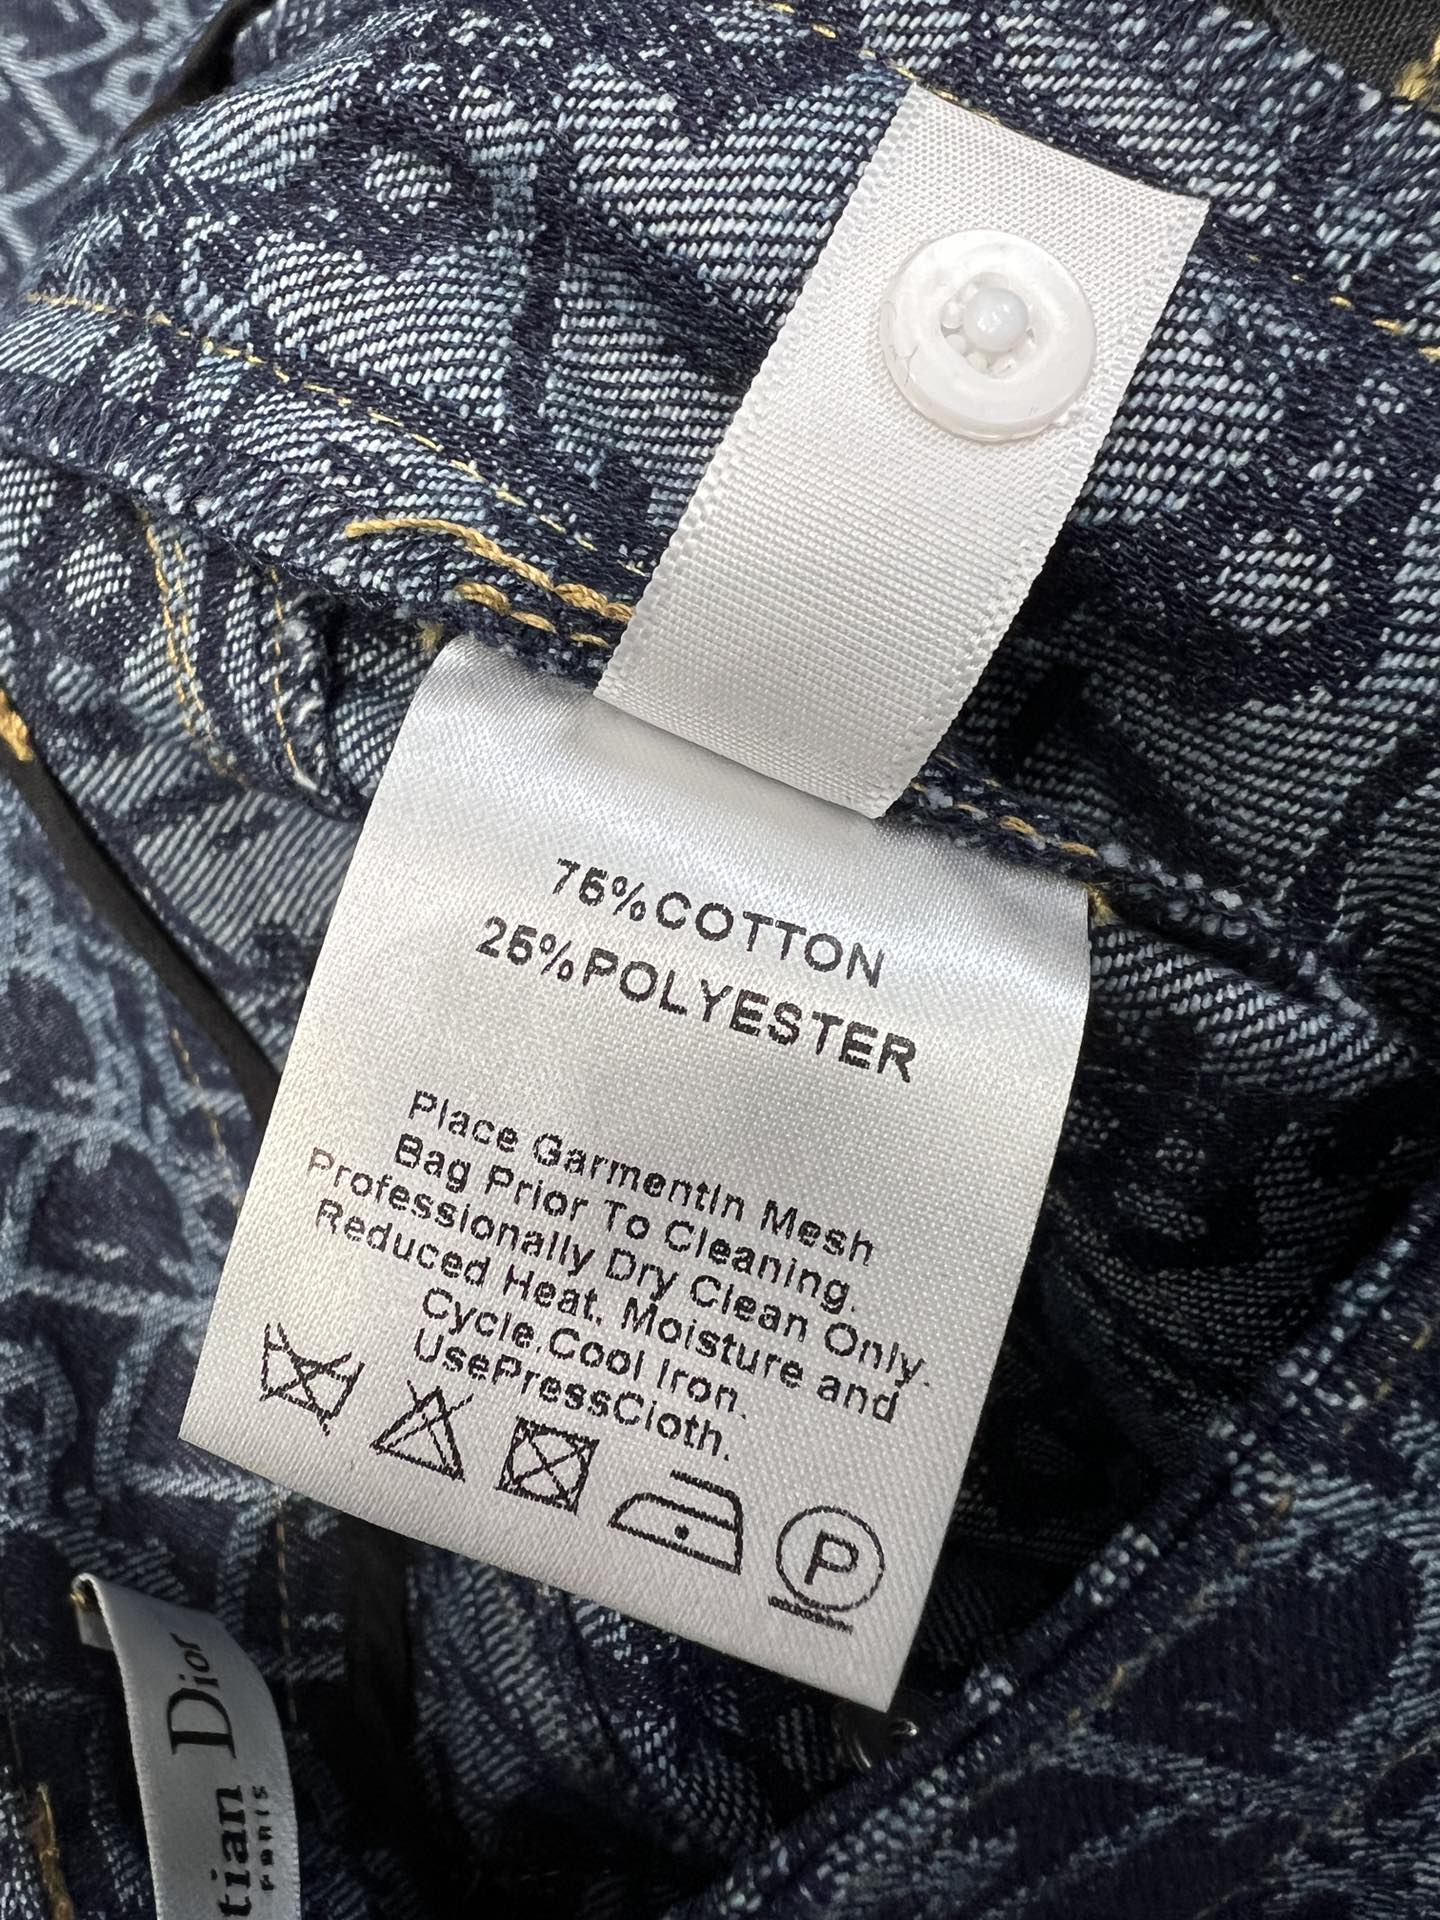 75%COTTON
25%POLYESTER
Place GarmentIn Mesh
Bag Prior To Cleaning.
Professionally Dry Clean Only.
Reduced Heat, Moisture and
Cycle.Cool Iron.
UsePressCloth.
P
tian Dior
PARIS